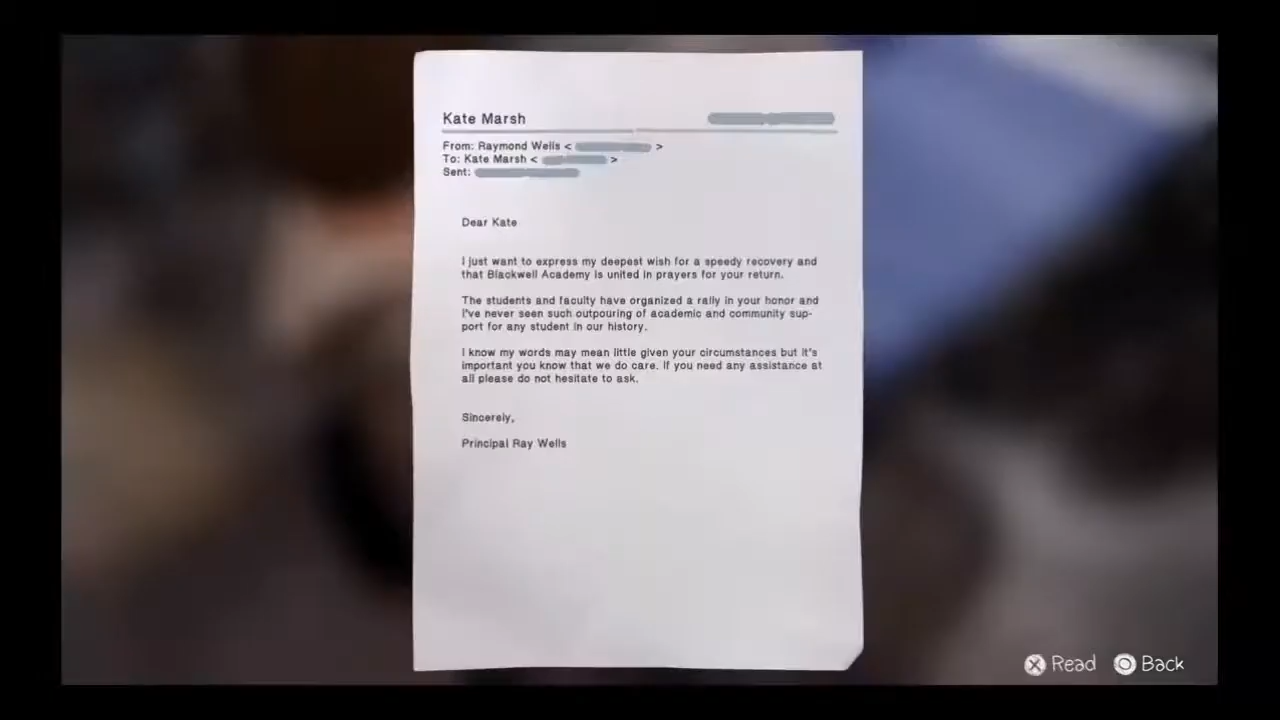 Kate Marsh
From: Raymond Wells < >
To: Kate Marsh < >
Sent:
Dear Kate
I just want to express my deepest wish for a speedy recovery and
that Blackwell Academy is united in prayers for your return.
The students and faculty have organized a rally in your honor and
I've never seen such outpouring of academic and community sup-
port for any student in our history.
I know my words may mean little given your circumstances but it's
important you know that we do care. If you need any assistance at
all please do not hesitate to ask.
Sincerely,
Principal Ray Wells
Read Back